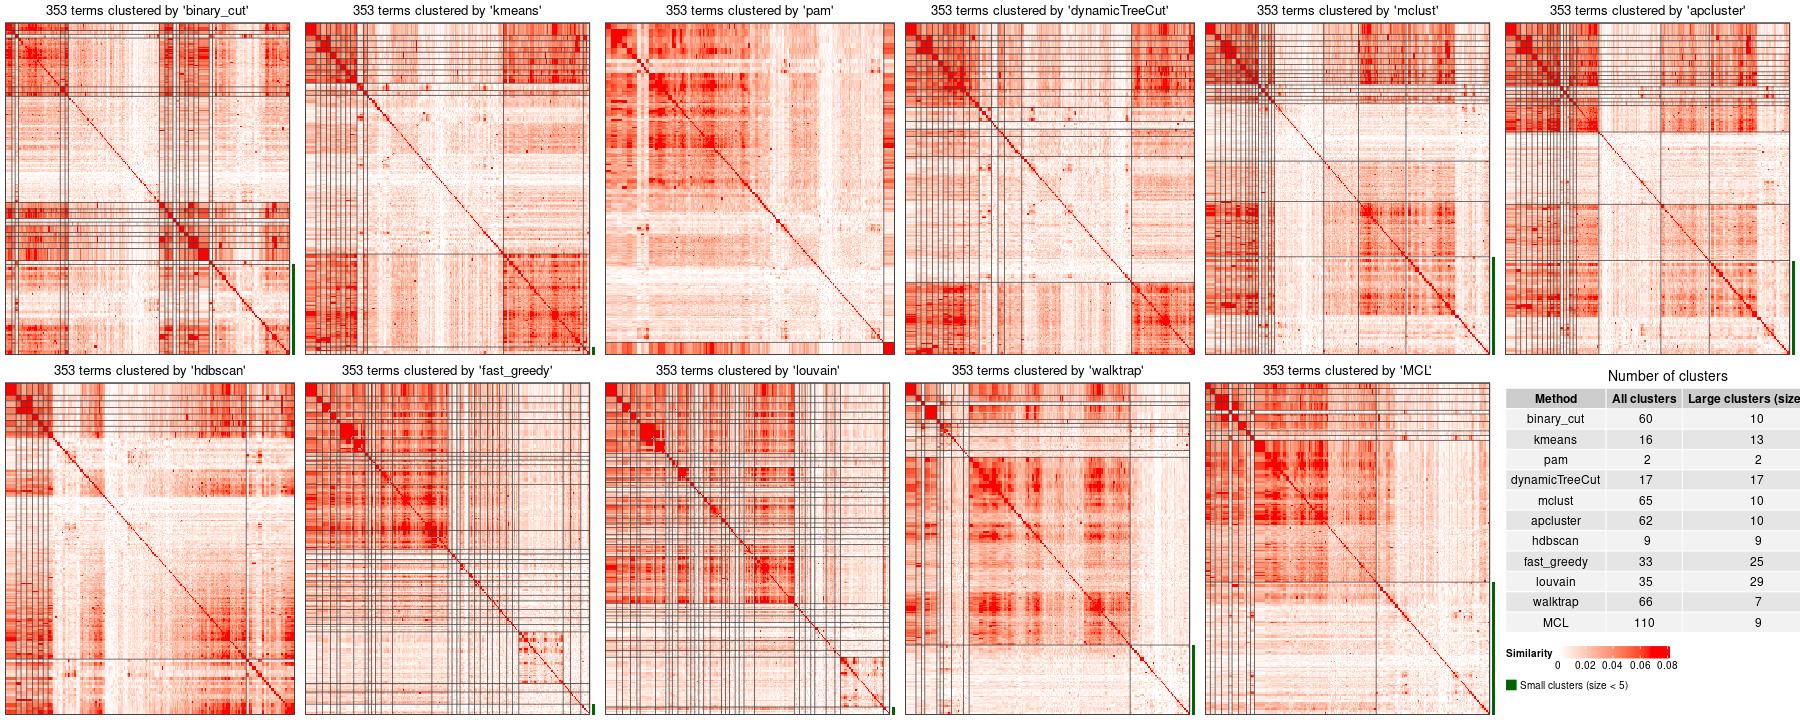 353 terms clustered by 'binary_cut'
353 terms clustered by 'kmeans'
353 terms clustered by 'pam'
353 terms clustered by 'dynamicTreeCut'
353 terms clustered by 'mclust'
353 terms clustered by 'apcluster'
353 terms clustered by 'hdbscan'
353 terms clustered by 'fast_greedy'
353 terms clustered by 'louvain'
353 terms clustered by 'walktrap'
353 terms clustered by 'MCL'
Number of clusters
Method All clusters Large clusters (size
binary_cut 60 10
kmeans 16 13
pam 2 2
dynamicTreeCut 17 17
mclust 65 10
apcluster 62 10
hdbscan 9 9
fast_greedy 33 25
louvain 35 29
walktrap 66 7
MCL 110 9
Similarity
0 0.02 0.04 0.06 0.08
Small clusters (size < 5)